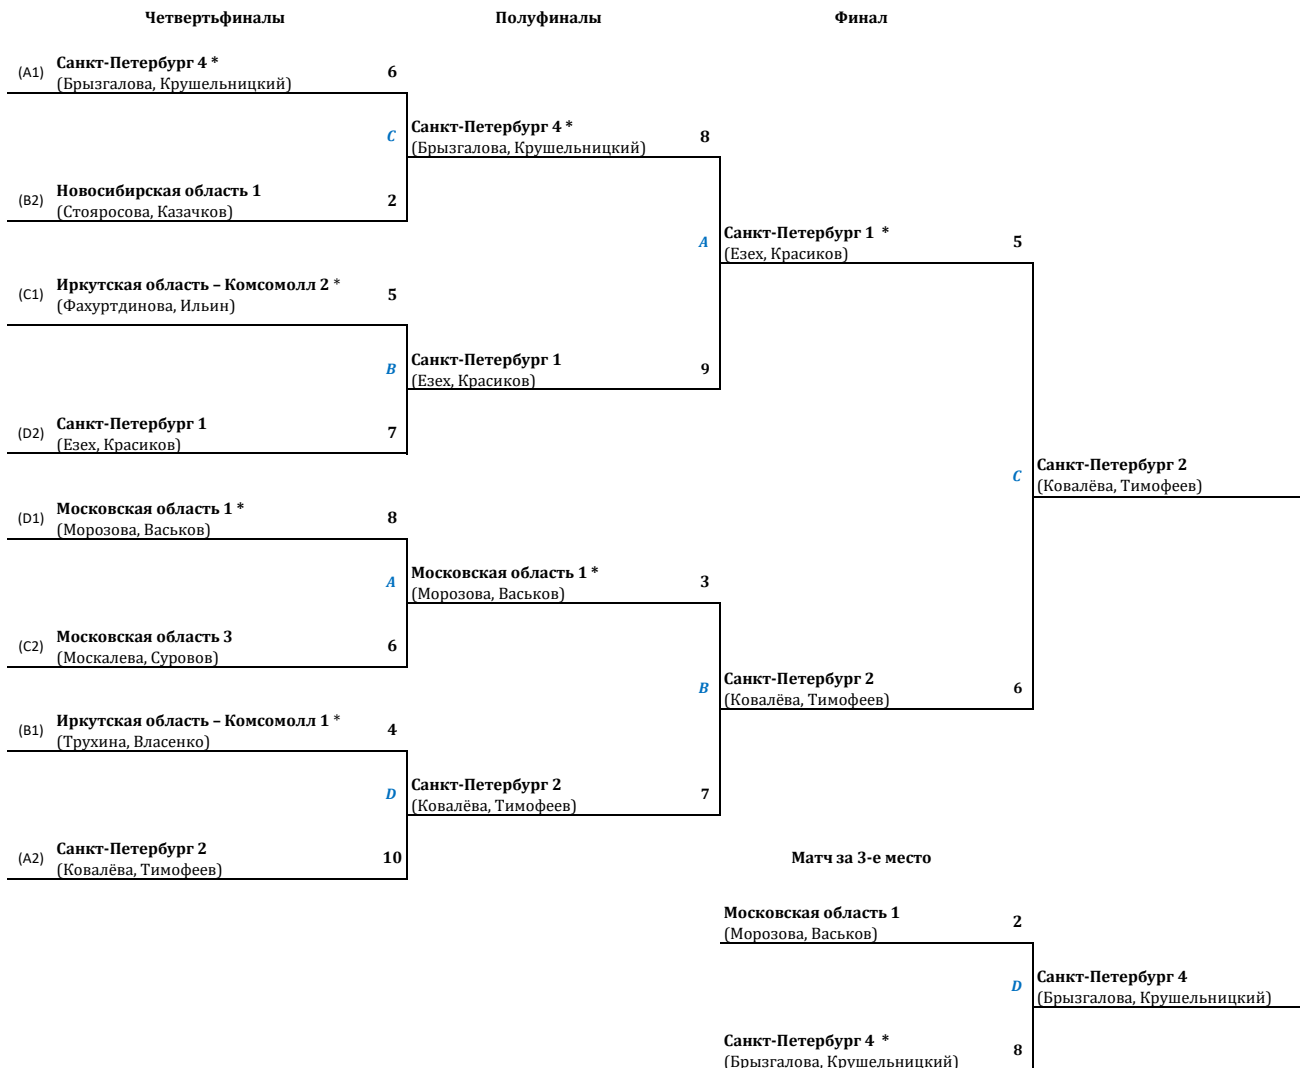 Четвертьфиналы
Полуфиналы
Финал
(A1)
Санкт-Петербург 4 *
(Брызгалова, Крушельницкий)
6
C
Санкт-Петербург 4 *
(Брызгалова, Крушельницкий)
8
(B2)
Новосибирская область 1
(Стояросова, Казачков)
2
A
Санкт-Петербург 1 *
(Езех, Красиков)
5
(C1)
Иркутская область – Комсомолл 2 *
(Фахуртдинова, Ильин)
5
B
Санкт-Петербург 1
(Езех, Красиков)
9
(D2)
Санкт-Петербург 1
(Езех, Красиков)
7
C
Санкт-Петербург 2
(Ковалёва, Тимофеев)
(D1)
Московская область 1 *
(Морозова, Васьков)
8
A
Московская область 1 *
(Морозова, Васьков)
3
(C2)
Московская область 3
(Москалева, Суровов)
6
B
Санкт-Петербург 2
(Ковалёва, Тимофеев)
6
(B1)
Иркутская область – Комсомолл 1 *
(Трухина, Власенко)
4
D
Санкт-Петербург 2
(Ковалёва, Тимофеев)
7
(A2)
Санкт-Петербург 2
(Ковалёва, Тимофеев)
10
Матч за 3-е место
Московская область 1
(Морозова, Васьков)
2
D
Санкт-Петербург 4
(Брызгалова, Крушельницкий)
Санкт-Петербург 4 *
(Брызгалова, Крушельницкий)
8